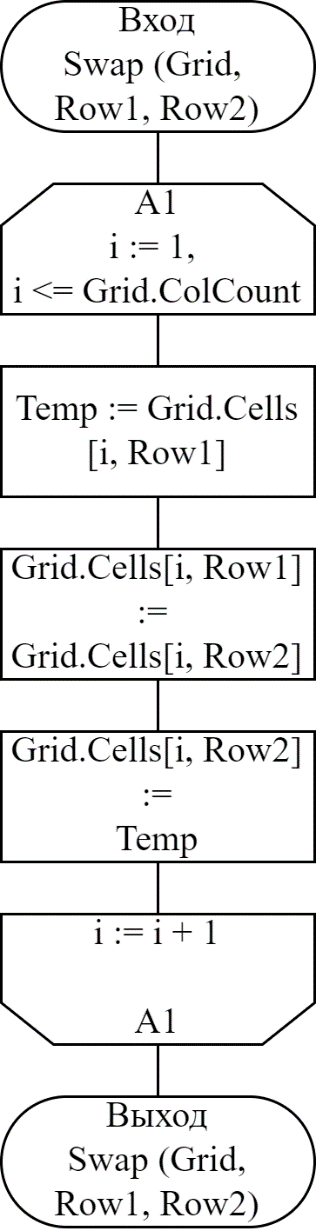 Вход
Swap (Grid,
Row1, Row2)
A1
i := 1,
i <= Grid.ColCount
Temp := Grid.Cells
[i, Row1]
Grid.Cells[i, Row1]
:=
Grid.Cells[i, Row2]
Grid.Cells[i, Row2]
:=
Temp
i := i + 1
A1
Выход
Swap (Grid,
Row1, Row2)